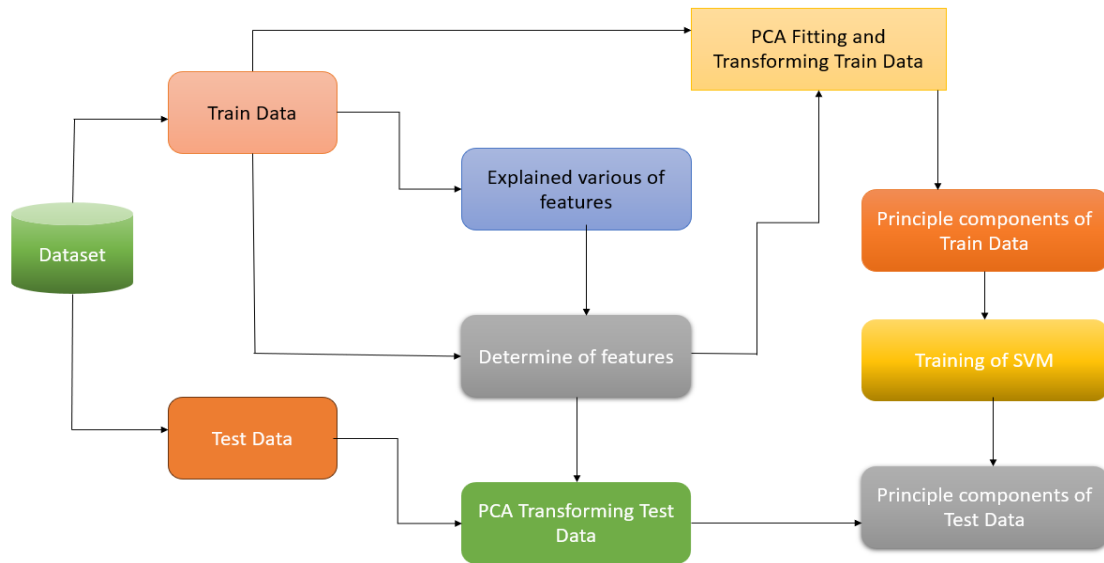 PCA Fitting and
Transforming Train Data
Train Data
Explained various of
features
Principle components of
Train Data
Dataset
Determine of features
Training of SVM
Test Data
PCA Transforming Test
Data
Principle components of
Test Data